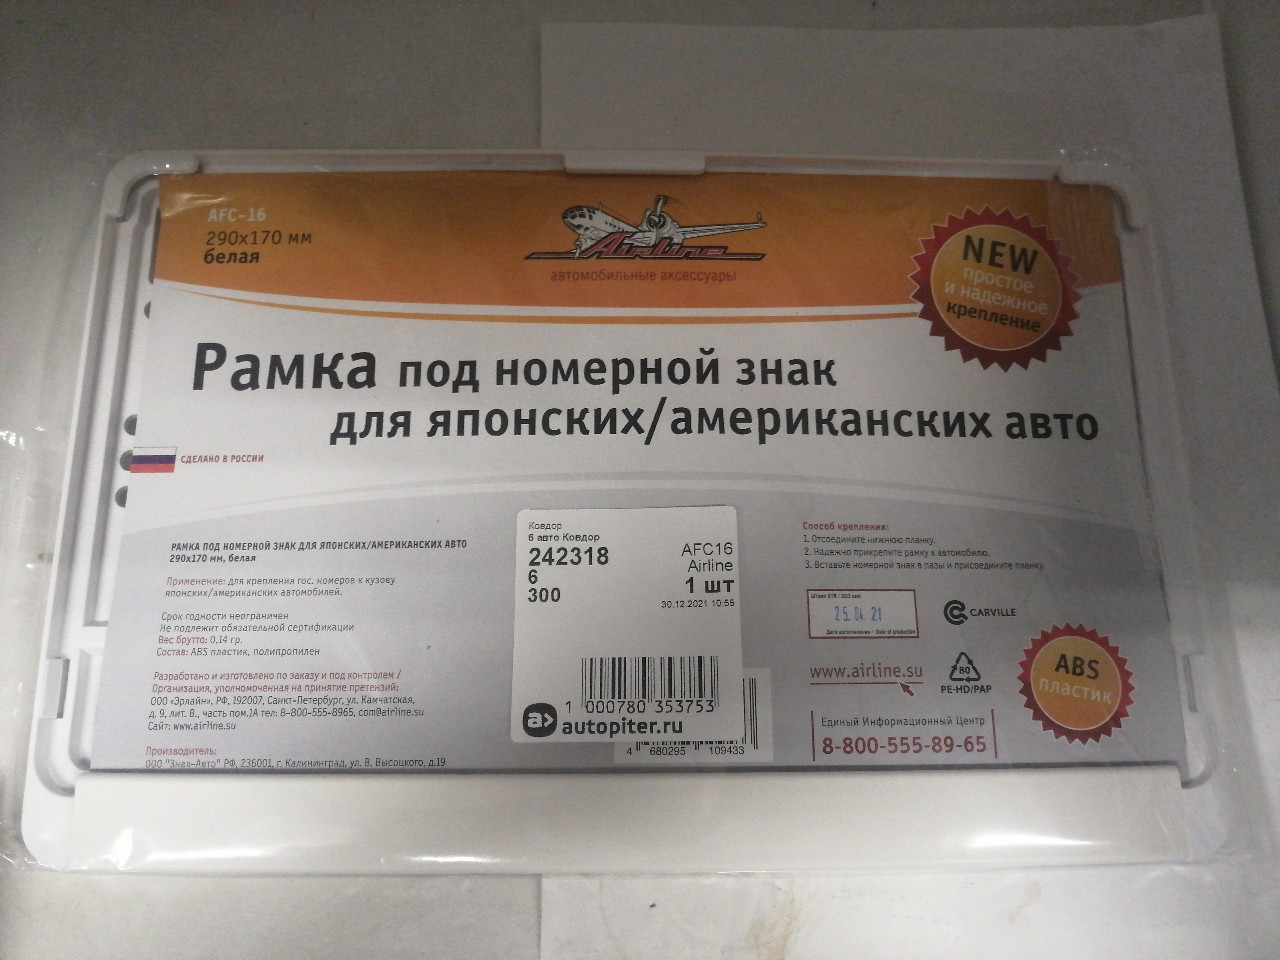 AFC-16
290x170 мм
белая
AIRLINE
автомобильные аксессуары
NEW
простое
и надежное
крепление
Рамка под номерной знак
для японских/американских авто
СДЕЛАНО В РОССИИ
РАМКА ПОД НОМЕРНОЙ ЗНАК ДЛЯ ЯПОНСКИХ/АМЕРИКАНСКИХ АВТО
290х170 мм, белая
Применение: для крепления гос. номеров к кузову
японских/американских автомобилей.
Срок годности неограничен
Не подлежит обязательной сертификации
Вес брутто: 0,14 гр.
Состав: ABS пластик, полипропилен
Разработано и изготовлено по заказу и под контролем /
Организация, уполномоченная на принятие претензий:
ООО «Эрлайн», РФ, 192007, Санкт-Петербург, ул. Камчатская,
д. 9, лит. В., часть пом.1А тел: 8-800-555-8965, com@airline.su
Сайт: www.airline.su
Производитель:
ООО "Знак-Авто" РФ, 236001, г. Калининград, ул. В. Высоцкого, д.19
Ковдор
6 авто Ковдор
242318
6
300
AFC16
Airline
1 шт
30.12.2021 10:55
1 000780 353753
a> autopiter.ru
4 680295 109433
Способ крепления:
1. Отсоедините нижнюю планку.
2. Надежно прикрепите рамку к автомобилю.
3. Вставьте номерной знак в пазы и присоедините планку.
25. 04. 21
Дата изготовления / Date of production
CARVILLE
www.airline.su
80
PE-HD/PAP
ABS
пластик
Единый Информационный Центр
8-800-555-89-65